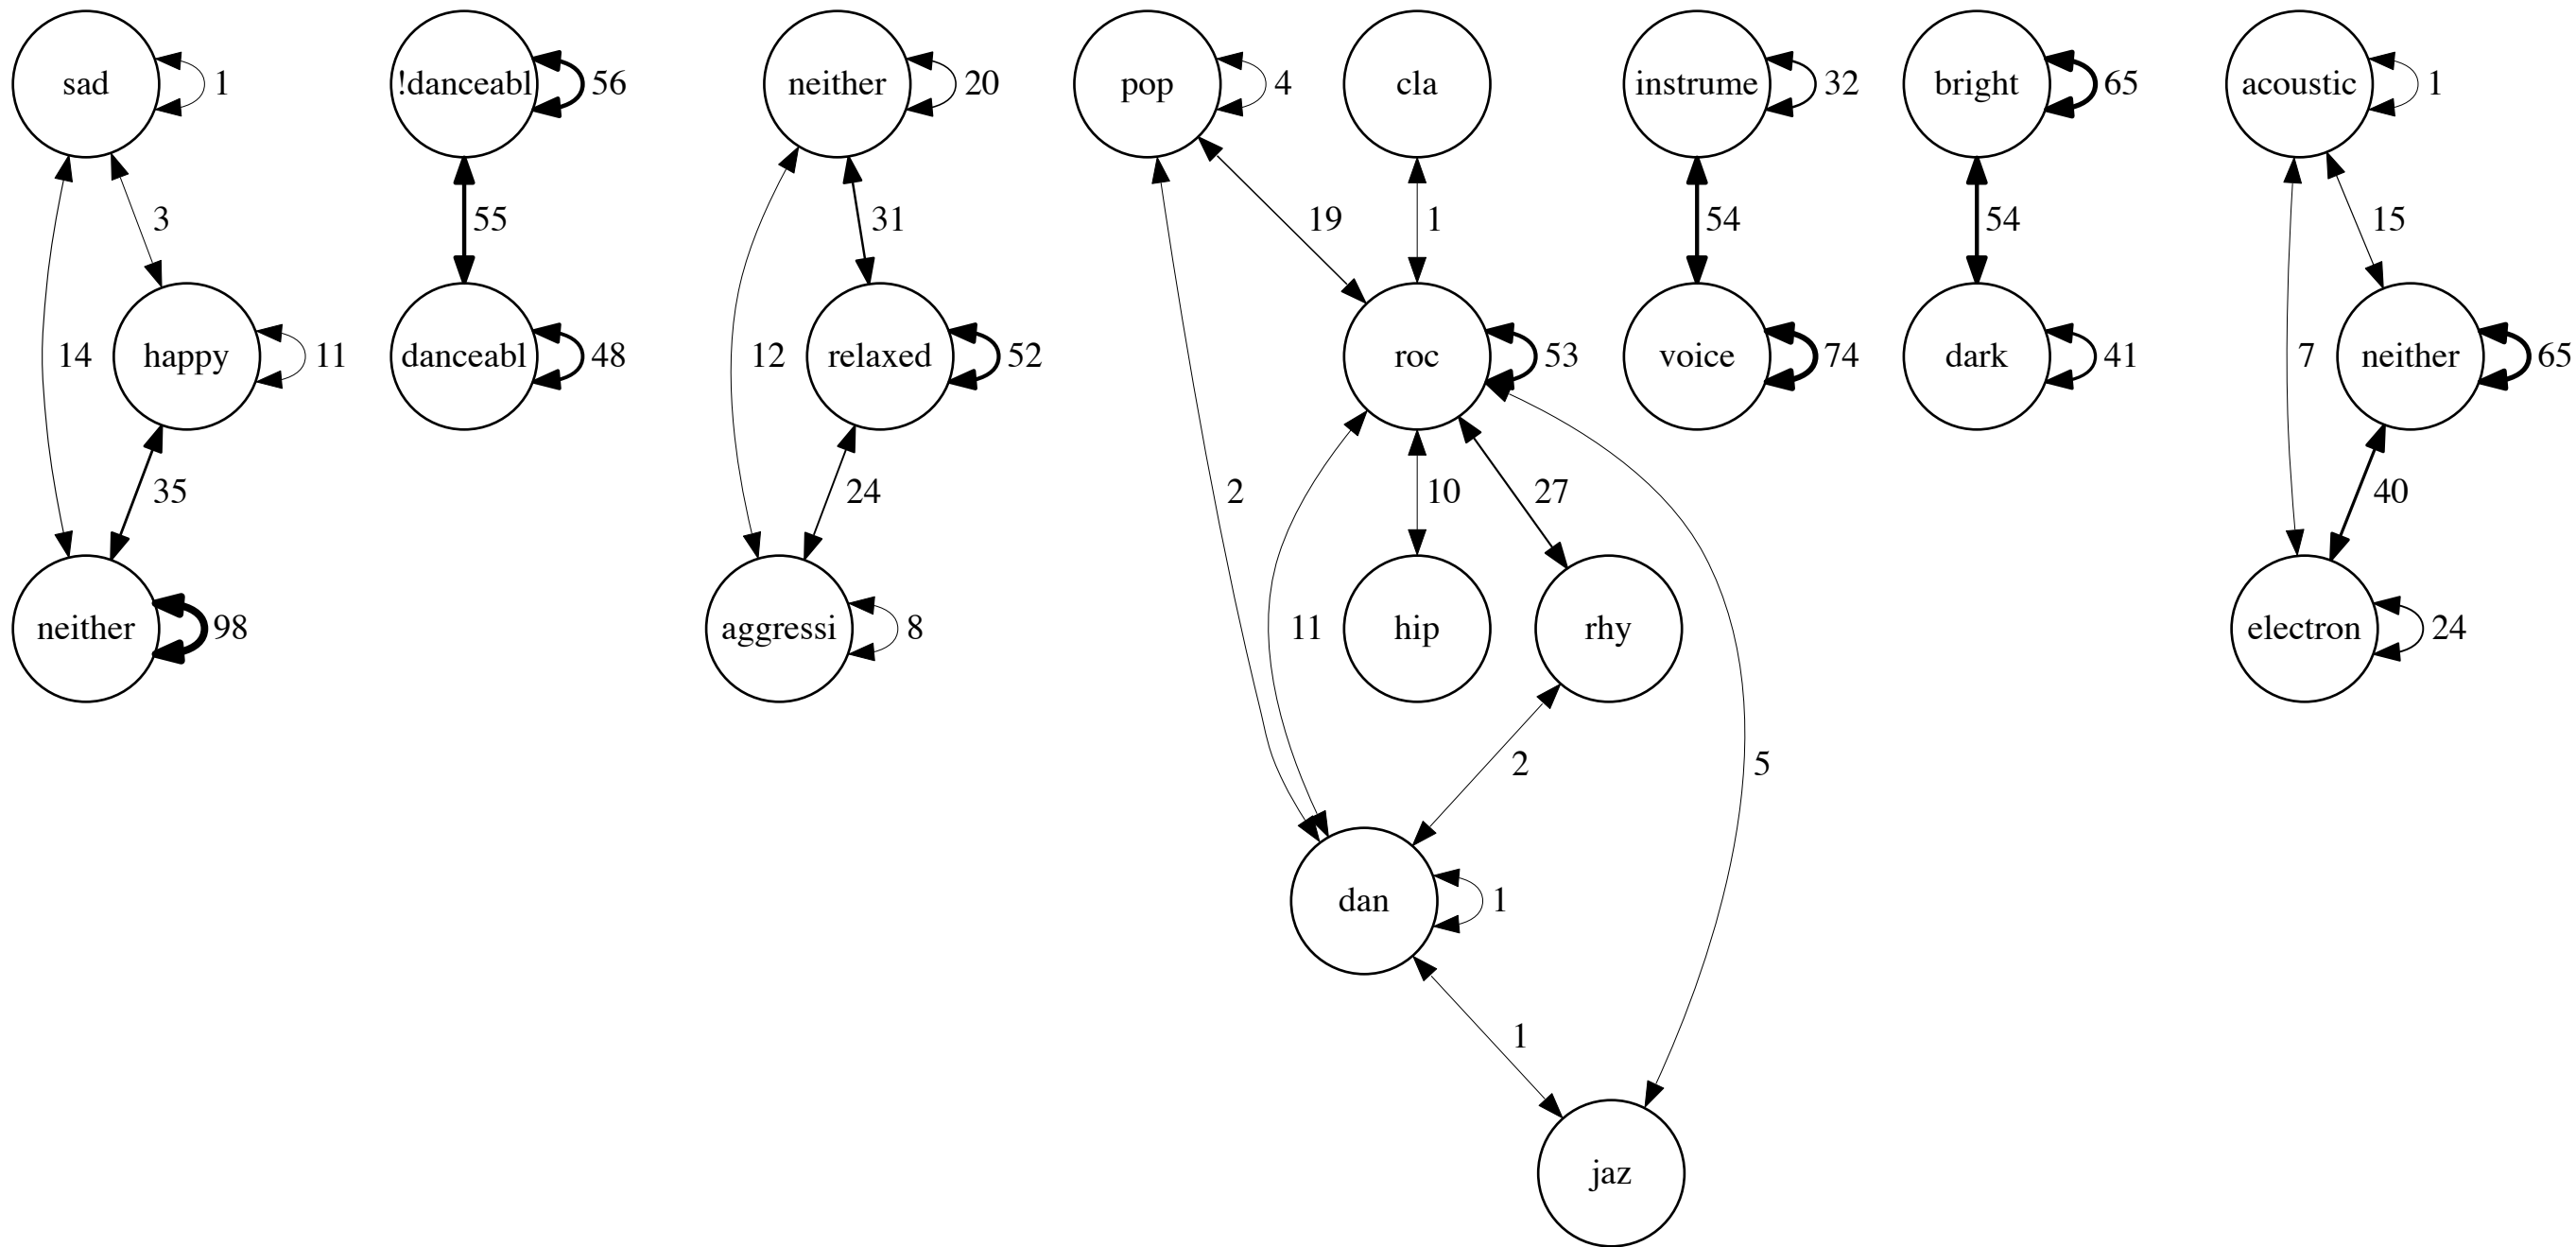 sad
1
!danceabl
56
neither
20
pop
4
cla
instrume
32
bright
65
acoustic
1
3
55
31
19
1
54
54
15
14
happy
11
danceabl
48
12
relaxed
52
roc
53
voice
74
dark
41
7
neither
65
35
24
2
10
27
40
neither
98
aggressi
8
11
hip
rhy
electron
24
2
5
dan
1
1
jaz